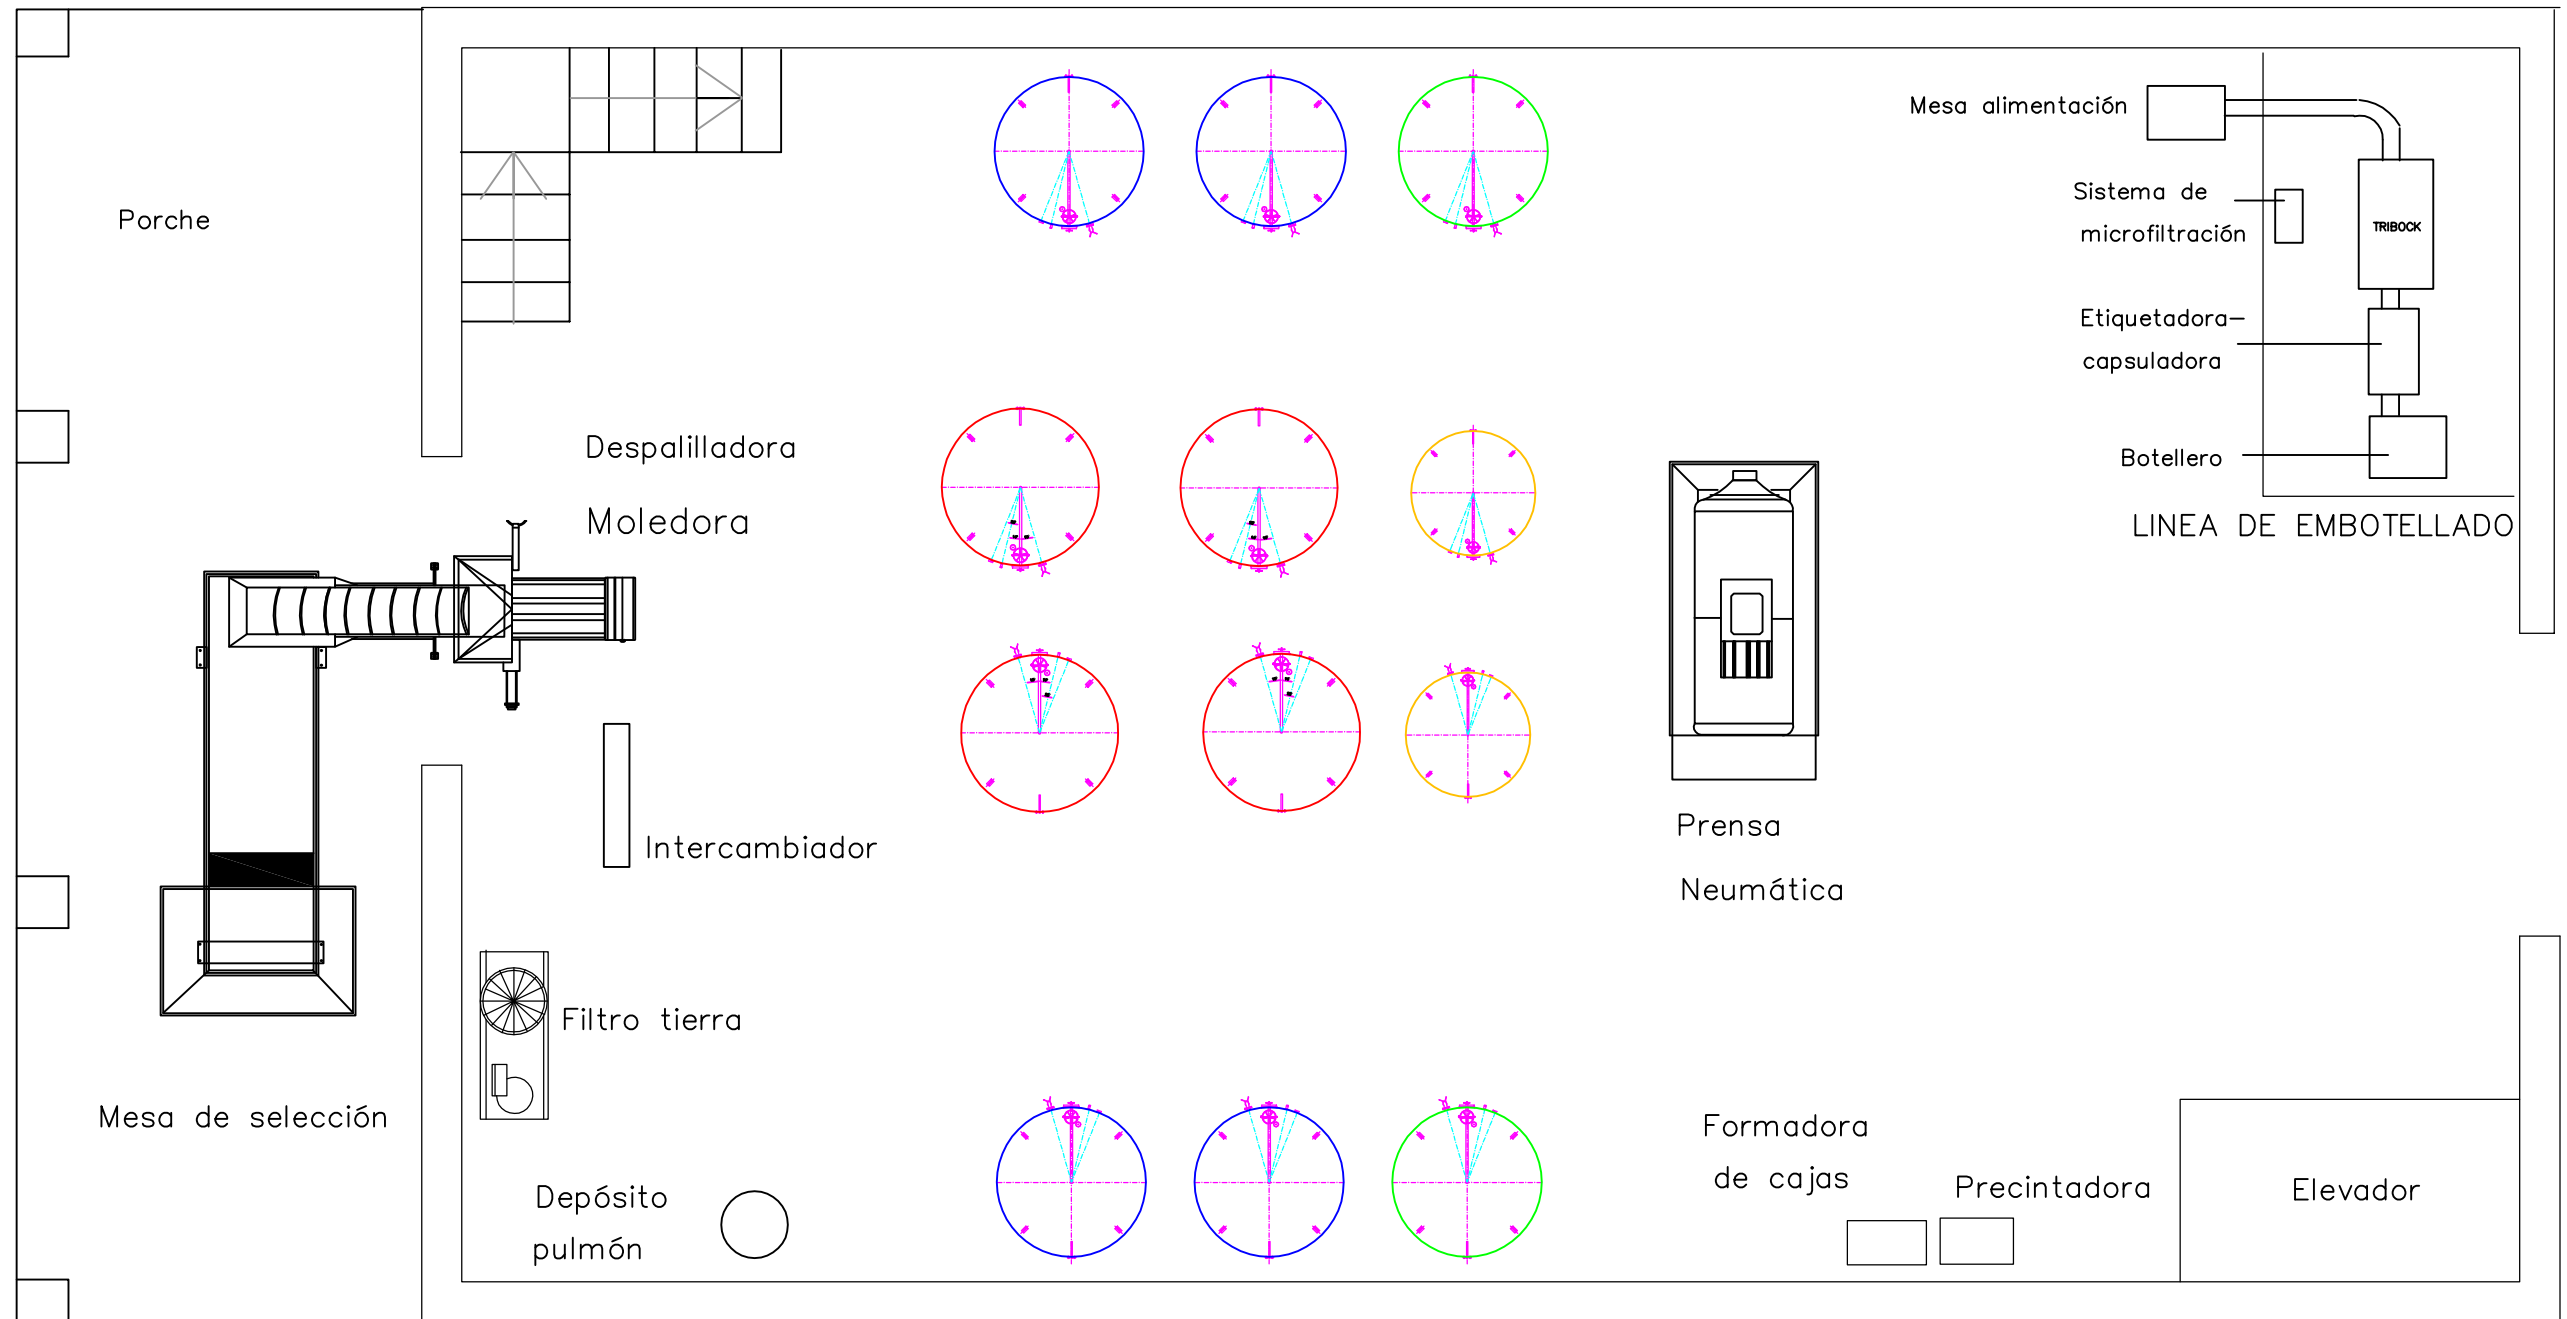 Porche
Mesa alimentación
Sistema de
microfiltración
TRIBOCK
Etiquetadora-
capsuladora
Botellero
LINEA DE EMBOTELLADO
Despalilladora
Moledora
Intercambiador
Prensa
Neumática
Filtro tierra
Mesa de selección
Depósito
pulmón
Formadora
de cajas
Precintadora
Elevador